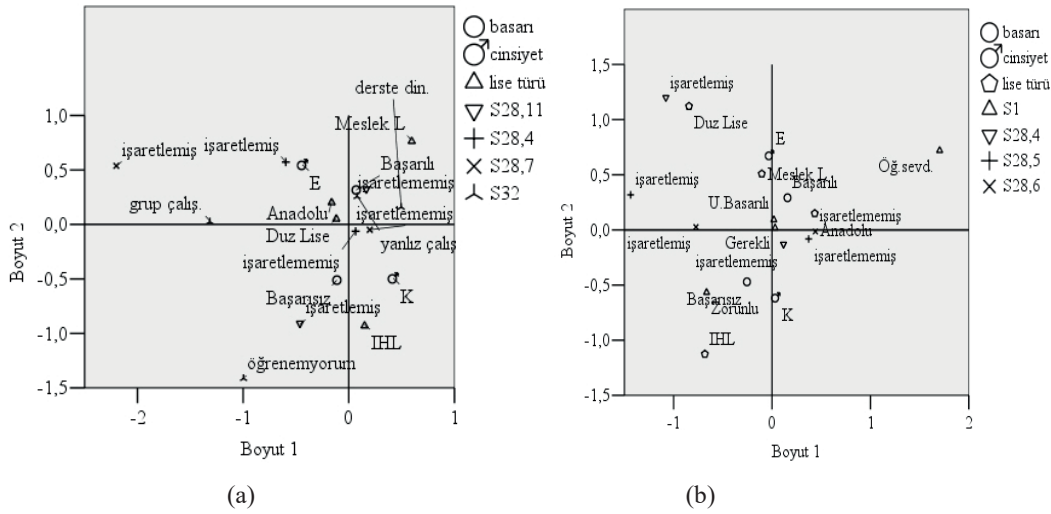 basarı
cinsiyet
lise türü
S28,11
S28,4
S28,7
S32
derste din.
Meslek L
Başarılı
işaretlememiş
işaretlemiş
işaretlemiş
E
grup çalış.
Anadolu
işaretlememiş
Duz Lise
yanlız çalış
işaretlememiş
Başarısız
işaretlemiş
K
IHL
öğrenemyorum
1,0
0,5
0,0
-0,5
-1,0
-1,5
-2
-1
0
1
Boyut 2
Boyut 1
(a)
basarı
cinsiyet
lise türü
S1
S28,4
S28,5
S28,6
işaretlemiş
Duz Lise
E
Meslek L
Öğ.sevd.
işaretlemiş
Başarılı
U.Basarılı
işaretlememiş
Anadolu
işaretlemiş
Gerekli
işaretlememiş
işaretlememiş
Başarısız
Zorunlu
K
IHL
1,5
1,0
0,5
0,0
-0,5
-1,0
-1,5
-1
0
1
2
Boyut 2
Boyut 1
(b)